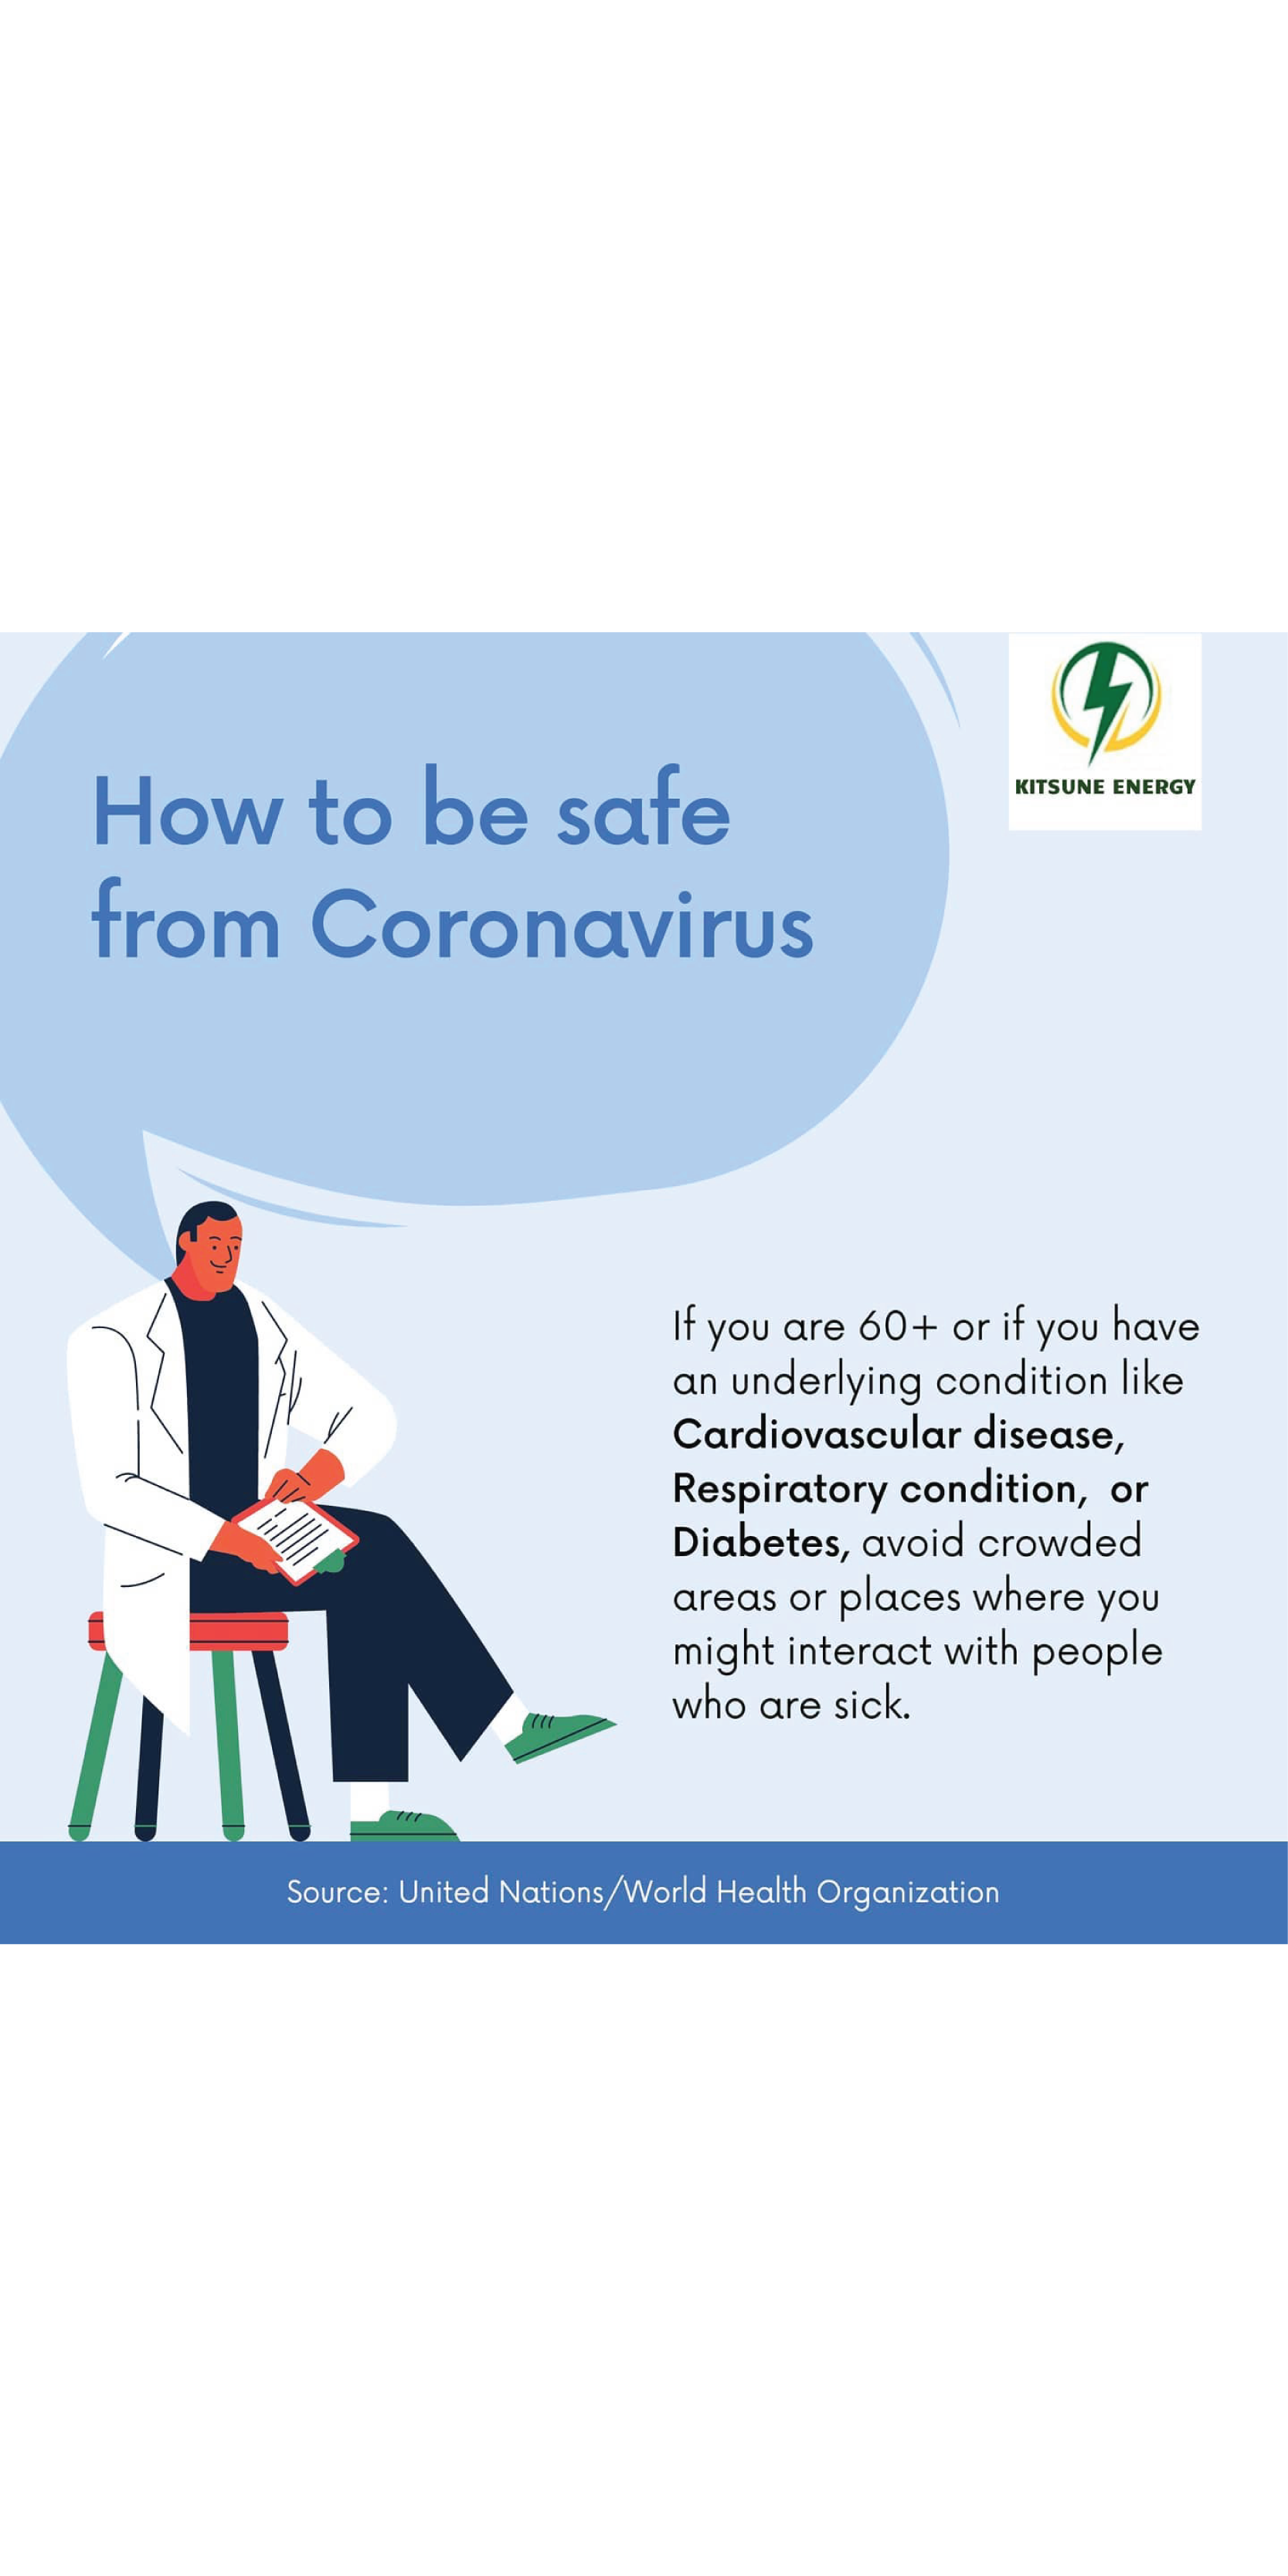 KITSUNE ENERGY
How to be safe
from Coronavirus
If you are 60+ or if you have
an underlying condition like
Cardiovascular disease,
Respiratory condition,  or
Diabetes, avoid crowded
areas or places where you
might interact with people
who are sick.
Source: United Nations/World Health Organization